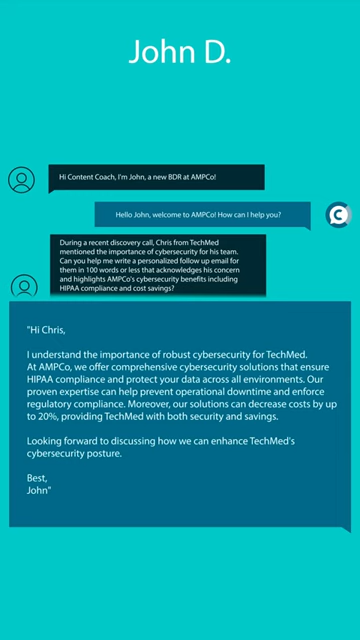 John D.
Hi Content Coach, I'm John, a new BDR at AMPCo!
Hello John, welcome to AMPCo! How can I help you?
C
During a recent discovery call, Chris from TechMed
mentioned the importance of cybersecurity for his team.
Can you help me write a personalized follow up email for
them in 100 words or less that acknowledges his concern
and highlights AMPCo's cybersecurity benefits including
HIPAA compliance and cost savings?
"Hi Chris,
I understand the importance of robust cybersecurity for TechMed.
At AMPCo, we offer comprehensive cybersecurity solutions that ensure
HIPAA compliance and protect your data across all environments. Our
proven expertise can help prevent operational downtime and enforce
regulatory compliance. Moreover, our solutions can decrease costs by up
to 20%, providing TechMed with both security and savings.
Looking forward to discussing how we can enhance TechMed's
cybersecurity posture.
Best,
John"